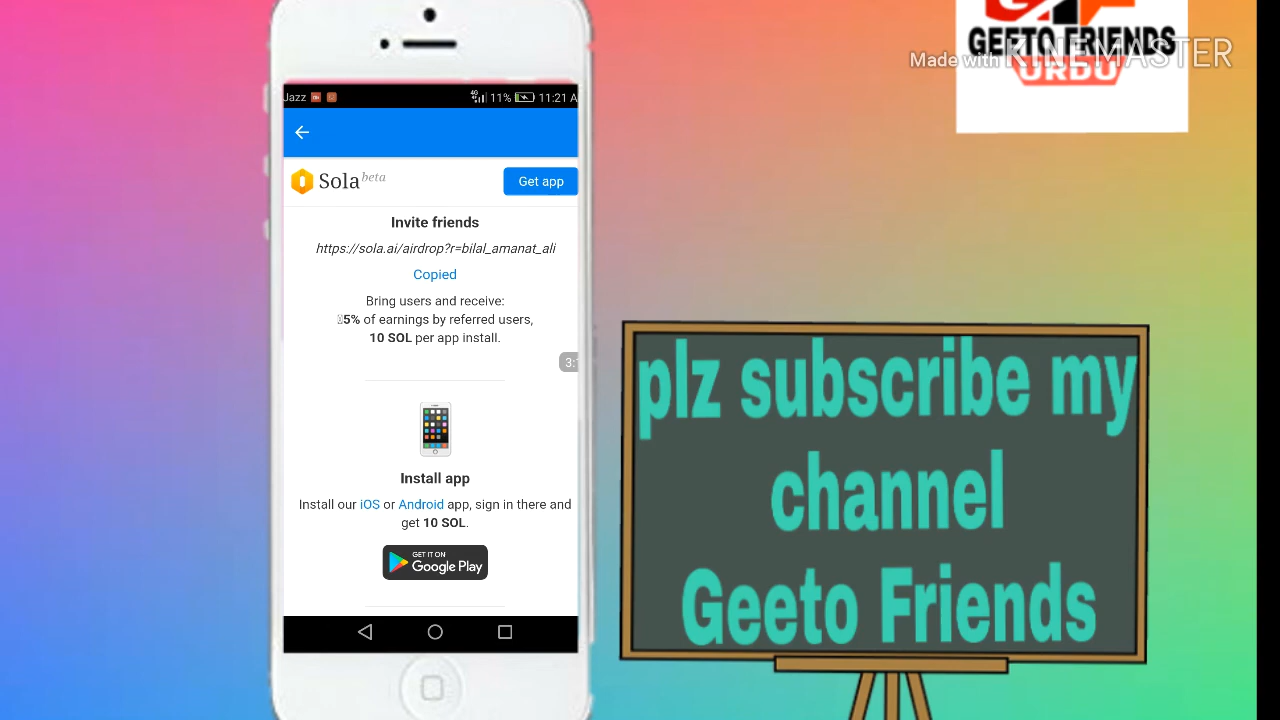 GEETO FRIENDS
URDU
Made with KINEMASTER
Jazz 4G 11% 11:21 A
Sola beta
Get app
Invite friends
https://sola.ai/airdrop?r=bilal_amanat_ali
Copied
Bring users and receive:
5% of earnings by referred users,
10 SOL per app install.
3:
Install app
Install our iOS or Android app, sign in there and
get 10 SOL.
GET IT ON
Google Play
plz subscribe my
channel
Geeto Friends